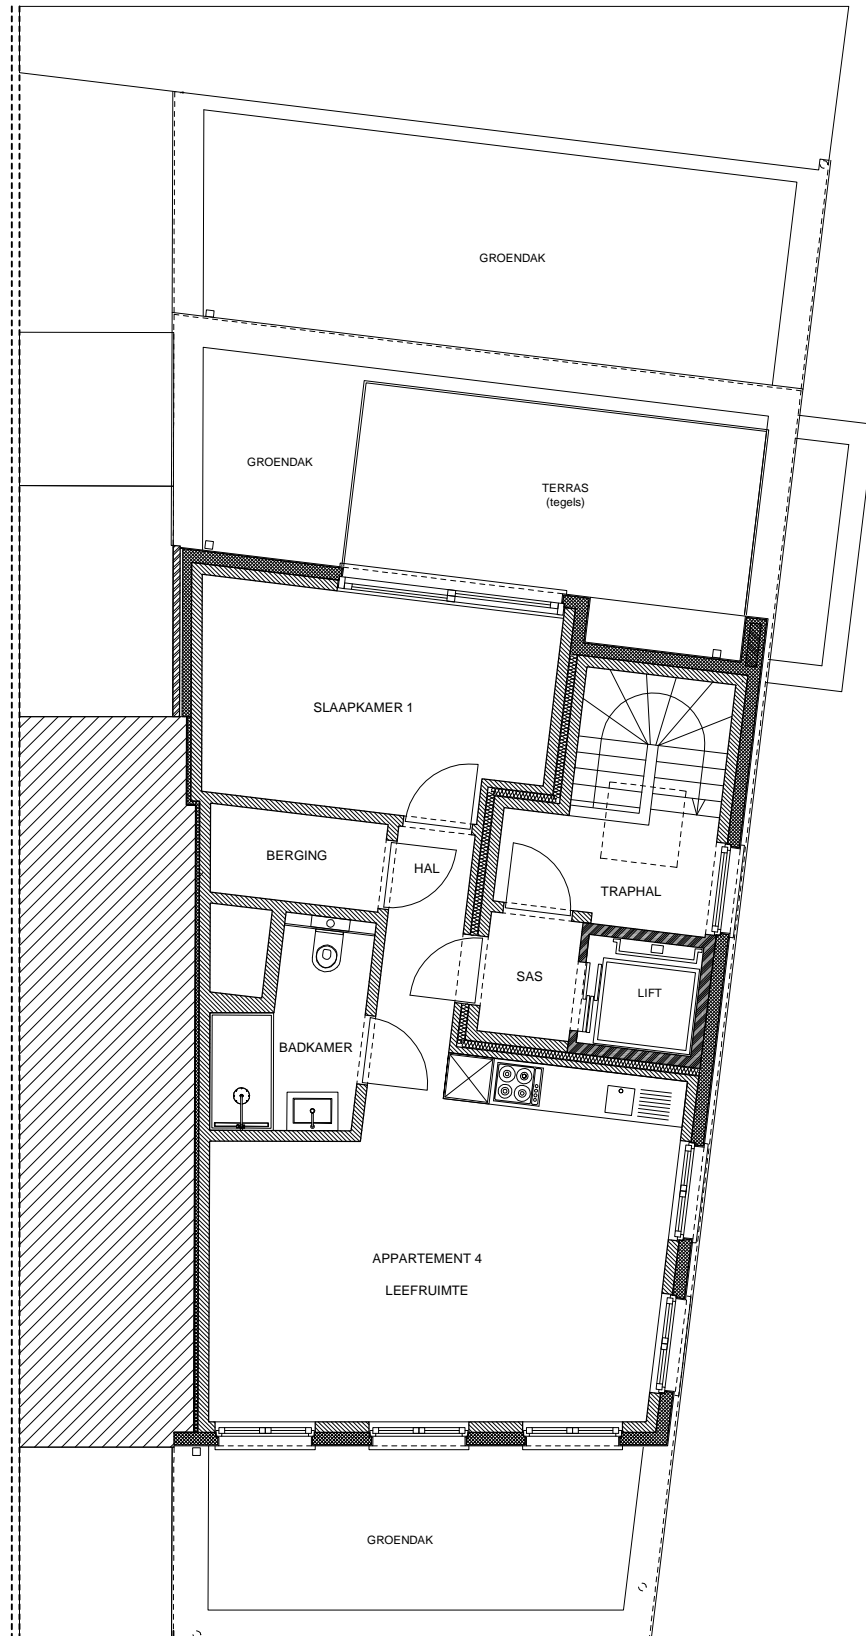 GROENDAK
GROENDAK
TERRAS
(tegels)
SLAAPKAMER 1
BERGING
HAL
TRAPHAL
SAS
LIFT
BADKAMER
APPARTEMENT 4
LEEFRUIMTE
GROENDAK